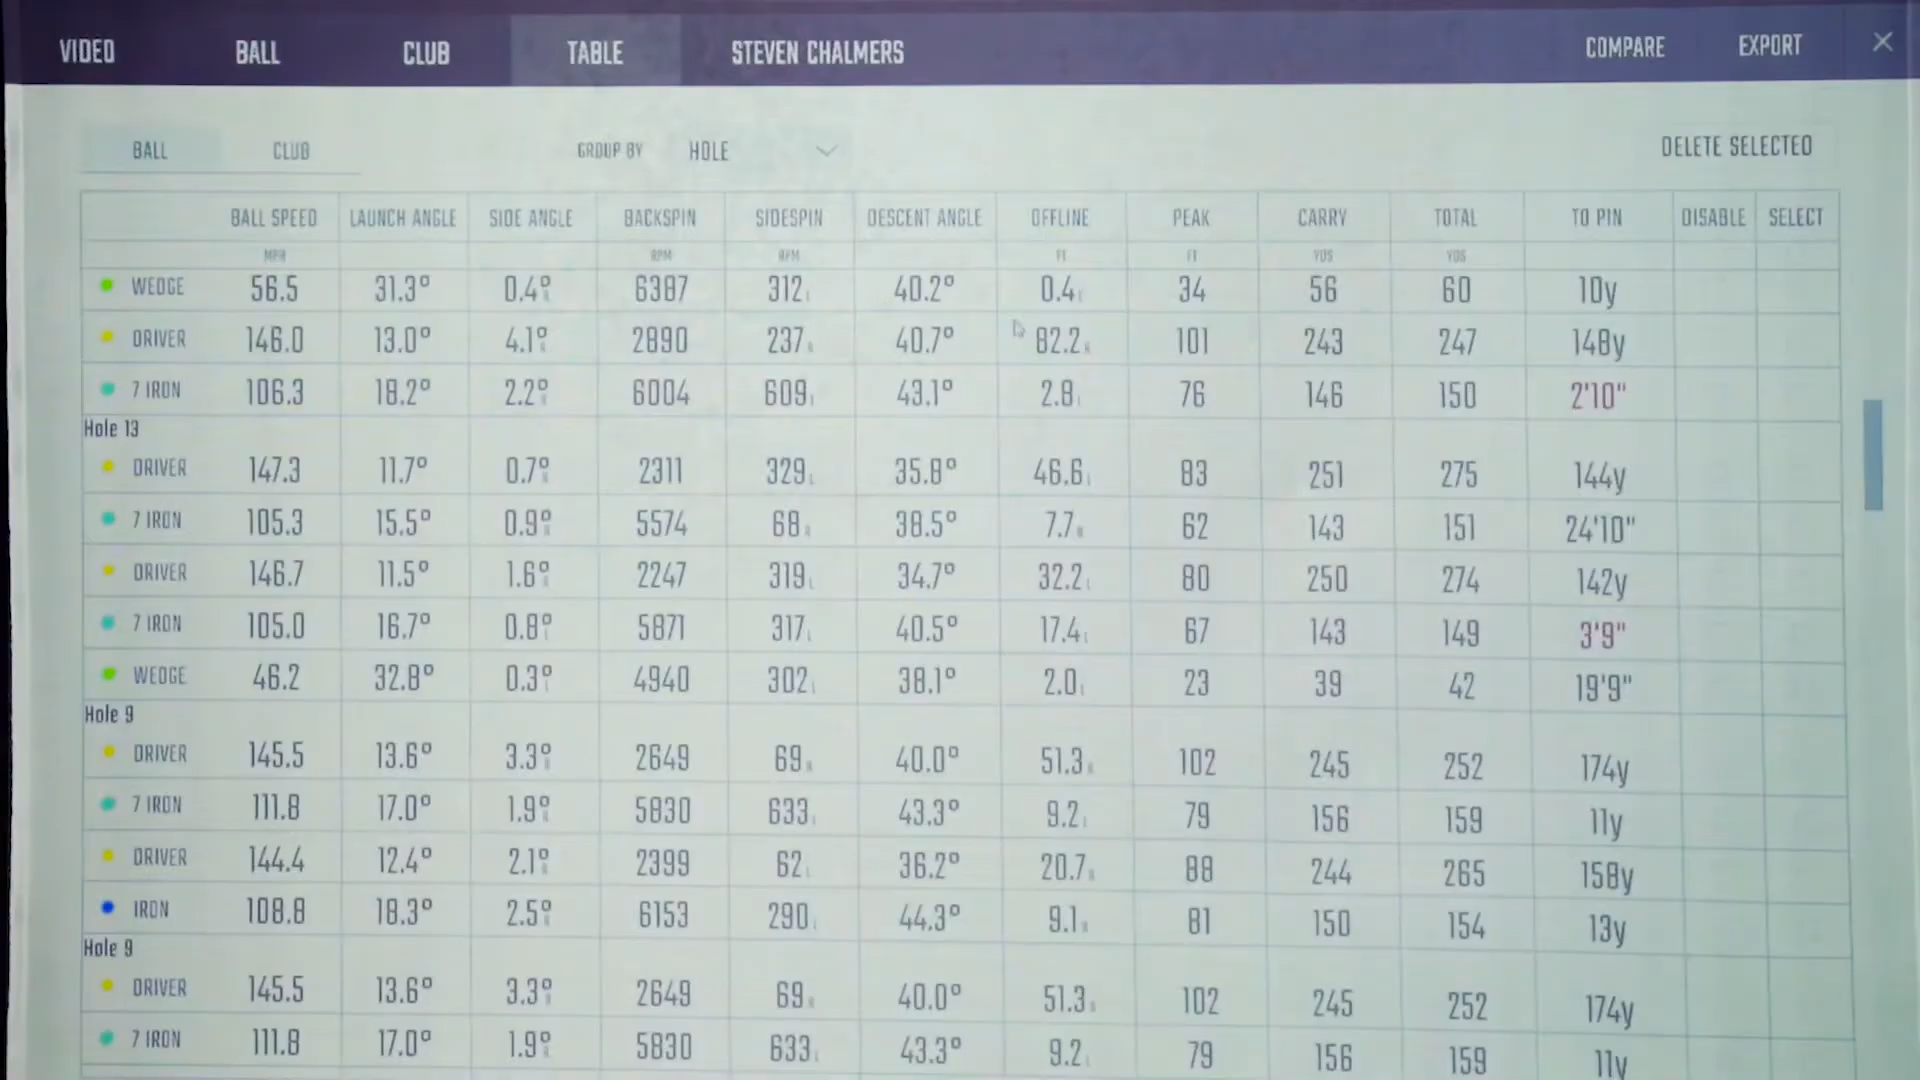 VIDEO BALL CLUB TABLE STEVEN CHALMERS COMPARE EXPORT
BALL CLUB GROUP BY HOLE DELETE SELECTED
BALL SPEED LAUNCH ANGLE SIDE ANGLE BACKSPIN SIDESPIN DESCENT ANGLE OFFLINE PEAK CARRY TOTAL TO PIN DISABLE SELECT
MPH RPM RPM FT FT YDS YDS
WEDGE 56.5 31.3° 0.4° 6387 312 40.2° 0.4 34 56 60 10y
DRIVER 146.0 13.0° 4.1° 2890 237 40.7° 82.2 101 243 247 148y
7 IRON 106.3 18.2° 2.2° 6004 609 43.1° 2.8 76 146 150 2'10"
Hole 13
DRIVER 147.3 11.7° 0.7° 2311 329 35.8° 46.6 83 251 275 144y
7 IRON 105.3 15.5° 0.9° 5574 68 38.5° 7.7 62 143 151 24'10"
DRIVER 146.7 11.5° 1.6° 2247 319 34.7° 32.2 80 250 274 142y
7 IRON 105.0 16.7° 0.8° 5871 317 40.5° 17.4 67 143 149 3'9"
WEDGE 46.2 32.8° 0.3° 4940 302 38.1° 2.0 23 39 42 19'9"
Hole 9
DRIVER 145.5 13.6° 3.3° 2649 69 40.0° 51.3 102 245 252 174y
7 IRON 111.8 17.0° 1.9° 5830 633 43.3° 9.2 79 156 159 11y
DRIVER 144.4 12.4° 2.1° 2399 62 36.2° 20.7 88 244 265 158y
IRON 108.8 18.3° 2.5° 6153 290 44.3° 9.1 81 150 154 13y
Hole 9
DRIVER 145.5 13.6° 3.3° 2649 69 40.0° 51.3 102 245 252 174y
7 IRON 111.8 17.0° 1.9° 5830 633 43.3° 9.2 79 156 159 11y